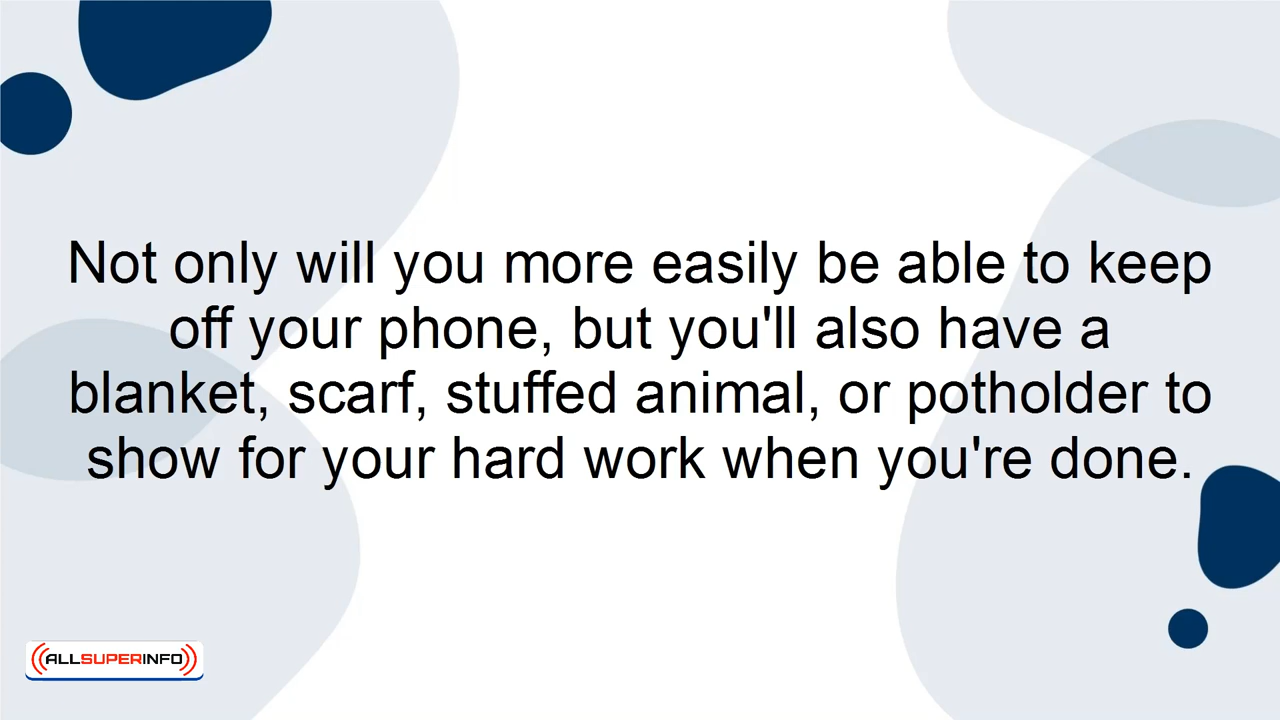 Not only will you more easily be able to keep
off your phone, but you'll also have a
blanket, scarf, stuffed animal, or potholder to
show for your hard work when you're done.
ALLSUPERINFO